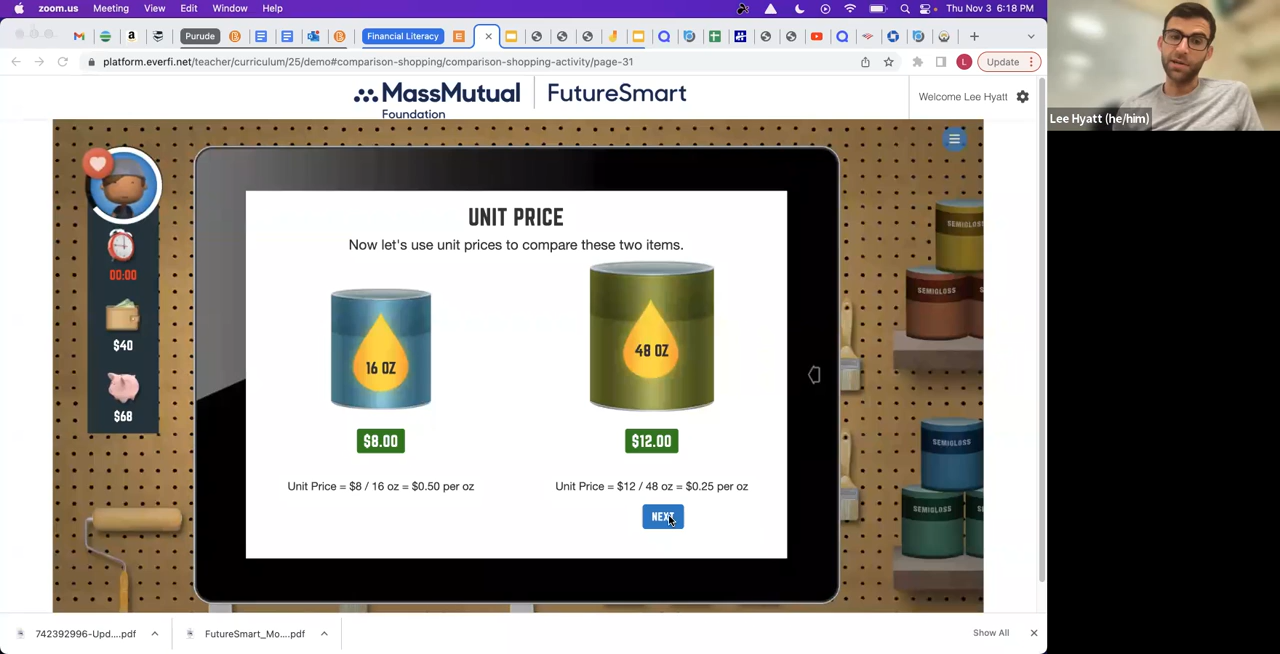 zoom.us Meeting View Edit Window Help
Thu Nov 3 6:18 PM
Purude
Financial Literacy
platform.everfi.net/teacher/curriculum/25/demo#comparison-shopping/comparison-shopping-activity/page-31
L
Update
MassMutual
Foundation
FutureSmart
Welcome Lee Hyatt
Lee Hyatt (he/him)
UNIT PRICE
Now let's use unit prices to compare these two items.
16 OZ
48 OZ
$8.00
$12.00
Unit Price = $8 / 16 oz = $0.50 per oz
Unit Price = $12 / 48 oz = $0.25 per oz
NEXT
00:00
$40
$68
SEMIGLOSS
SEMIGLOSS
SEMIGLOSS
SEMIGLOSS
742392996-Upd....pdf
FutureSmart_Mo....pdf
Show All